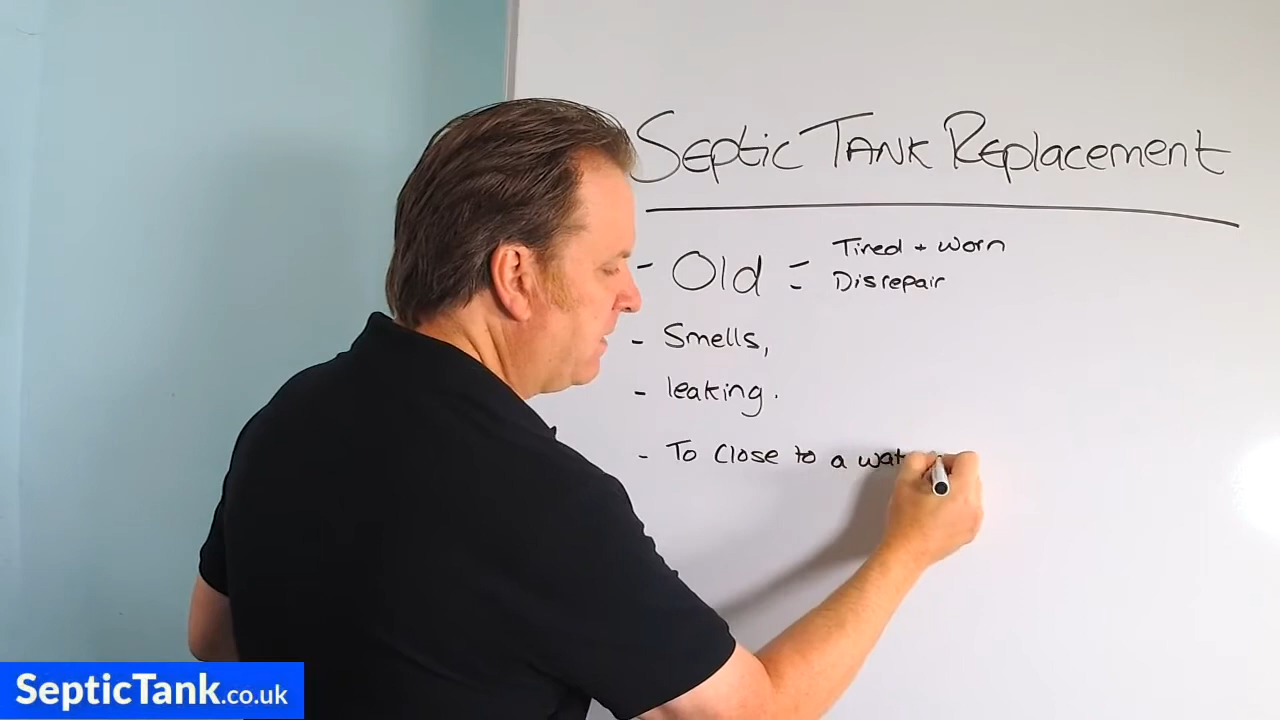 Septic Tank Replacement
- Old = Tired + worn
Disrepair
- Smells,
- leaking.
- To Close to a wat
SepticTank.co.uk